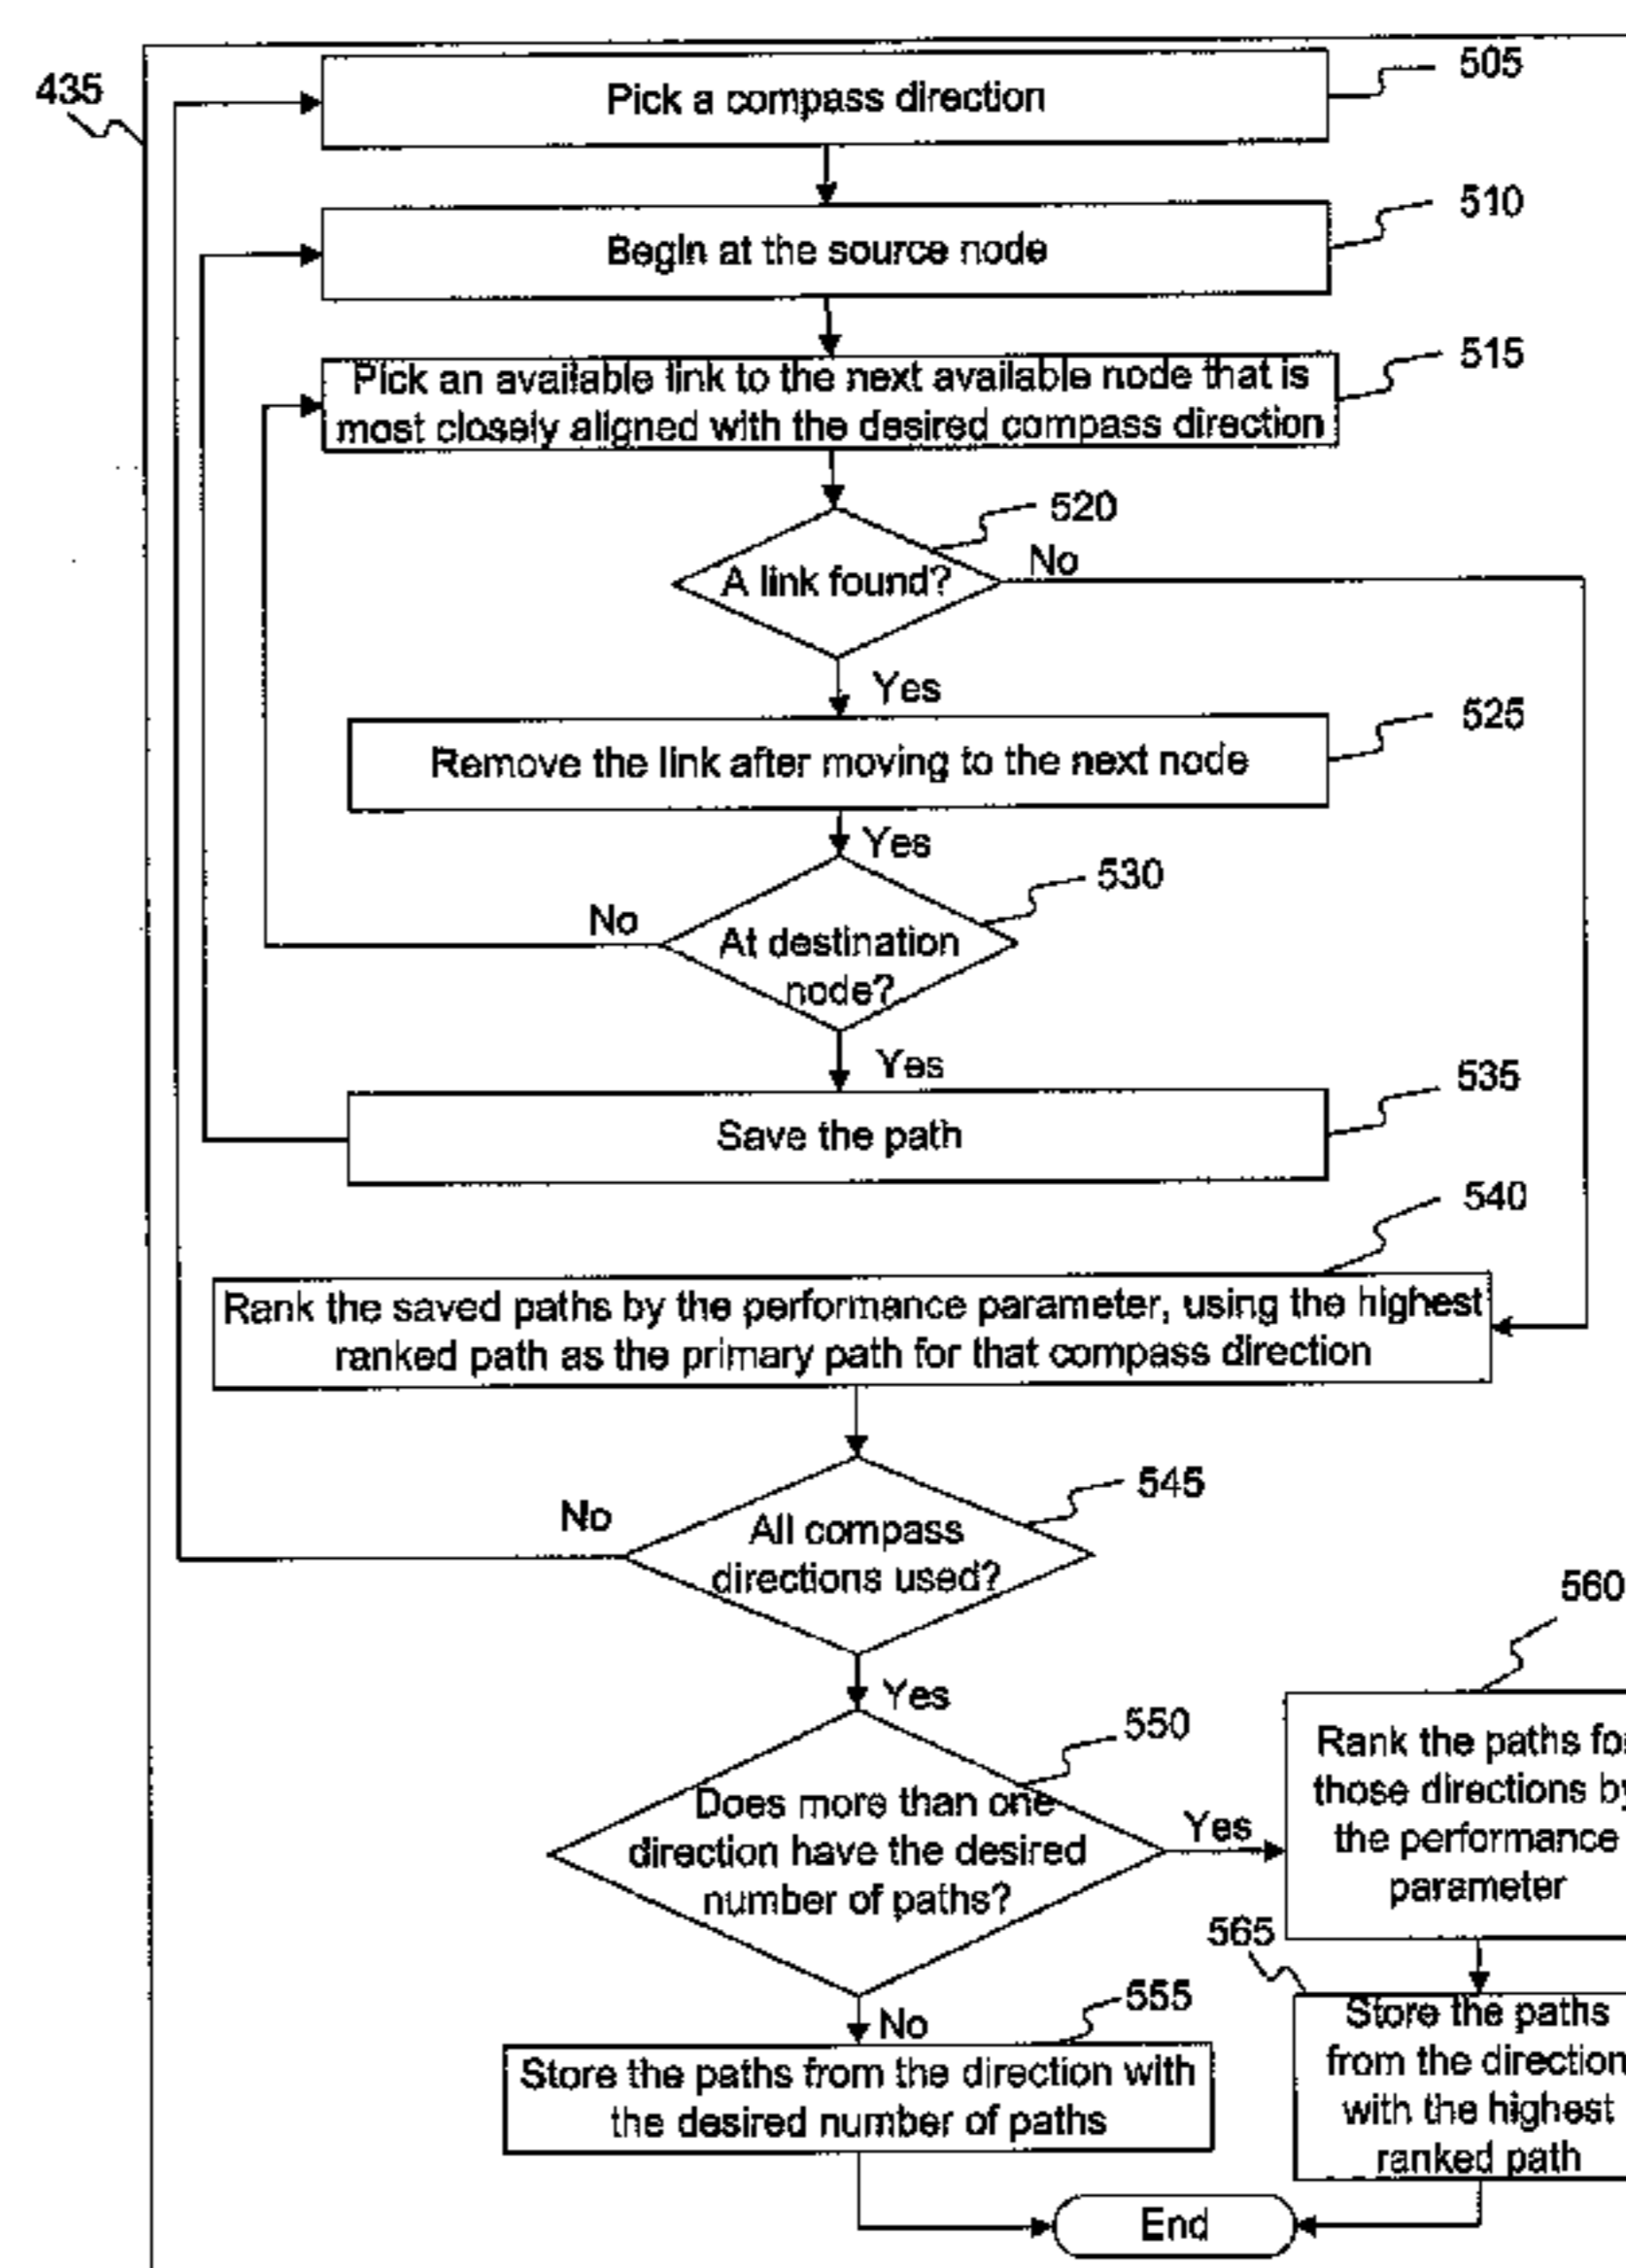 435
505
Pick a compass direction
510
Begin at the source node
515
Pick an available link to the next available node that is
most closely aligned with the desired compass direction
520
A link found?
No
Yes
525
Remove the link after moving to the next node
Yes
530
No
At destination
node?
Yes
535
Save the path
540
Rank the saved paths by the performance parameter, using the highest
ranked path as the primary path for that compass direction
545
No
All compass
directions used?
560
Yes
550
Rank the paths for
those directions by
the performance
parameter
Does more than one
direction have the desired
number of paths?
Yes
565
555
No
Store the paths
from the direction
with the highest
ranked path
Store the paths from the direction with
the desired number of paths
End